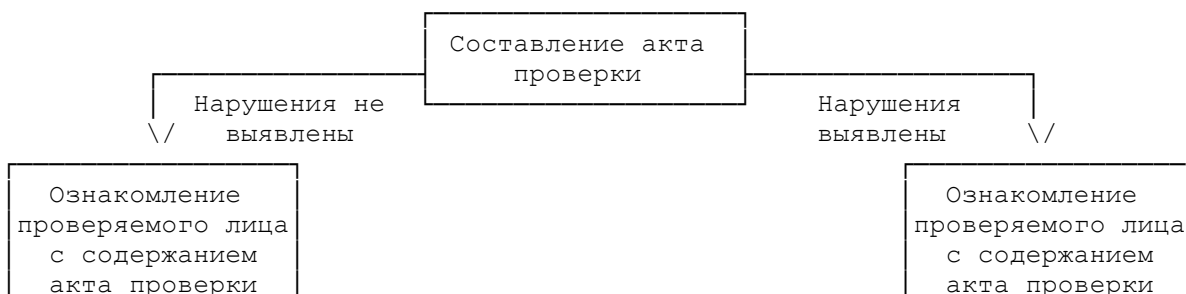 Составление акта
проверки
Нарушения не
выявлены
Нарушения
выявлены
Ознакомление
проверяемого лица
с содержанием
акта проверки
Ознакомление
проверяемого лица
с содержанием
акта проверки